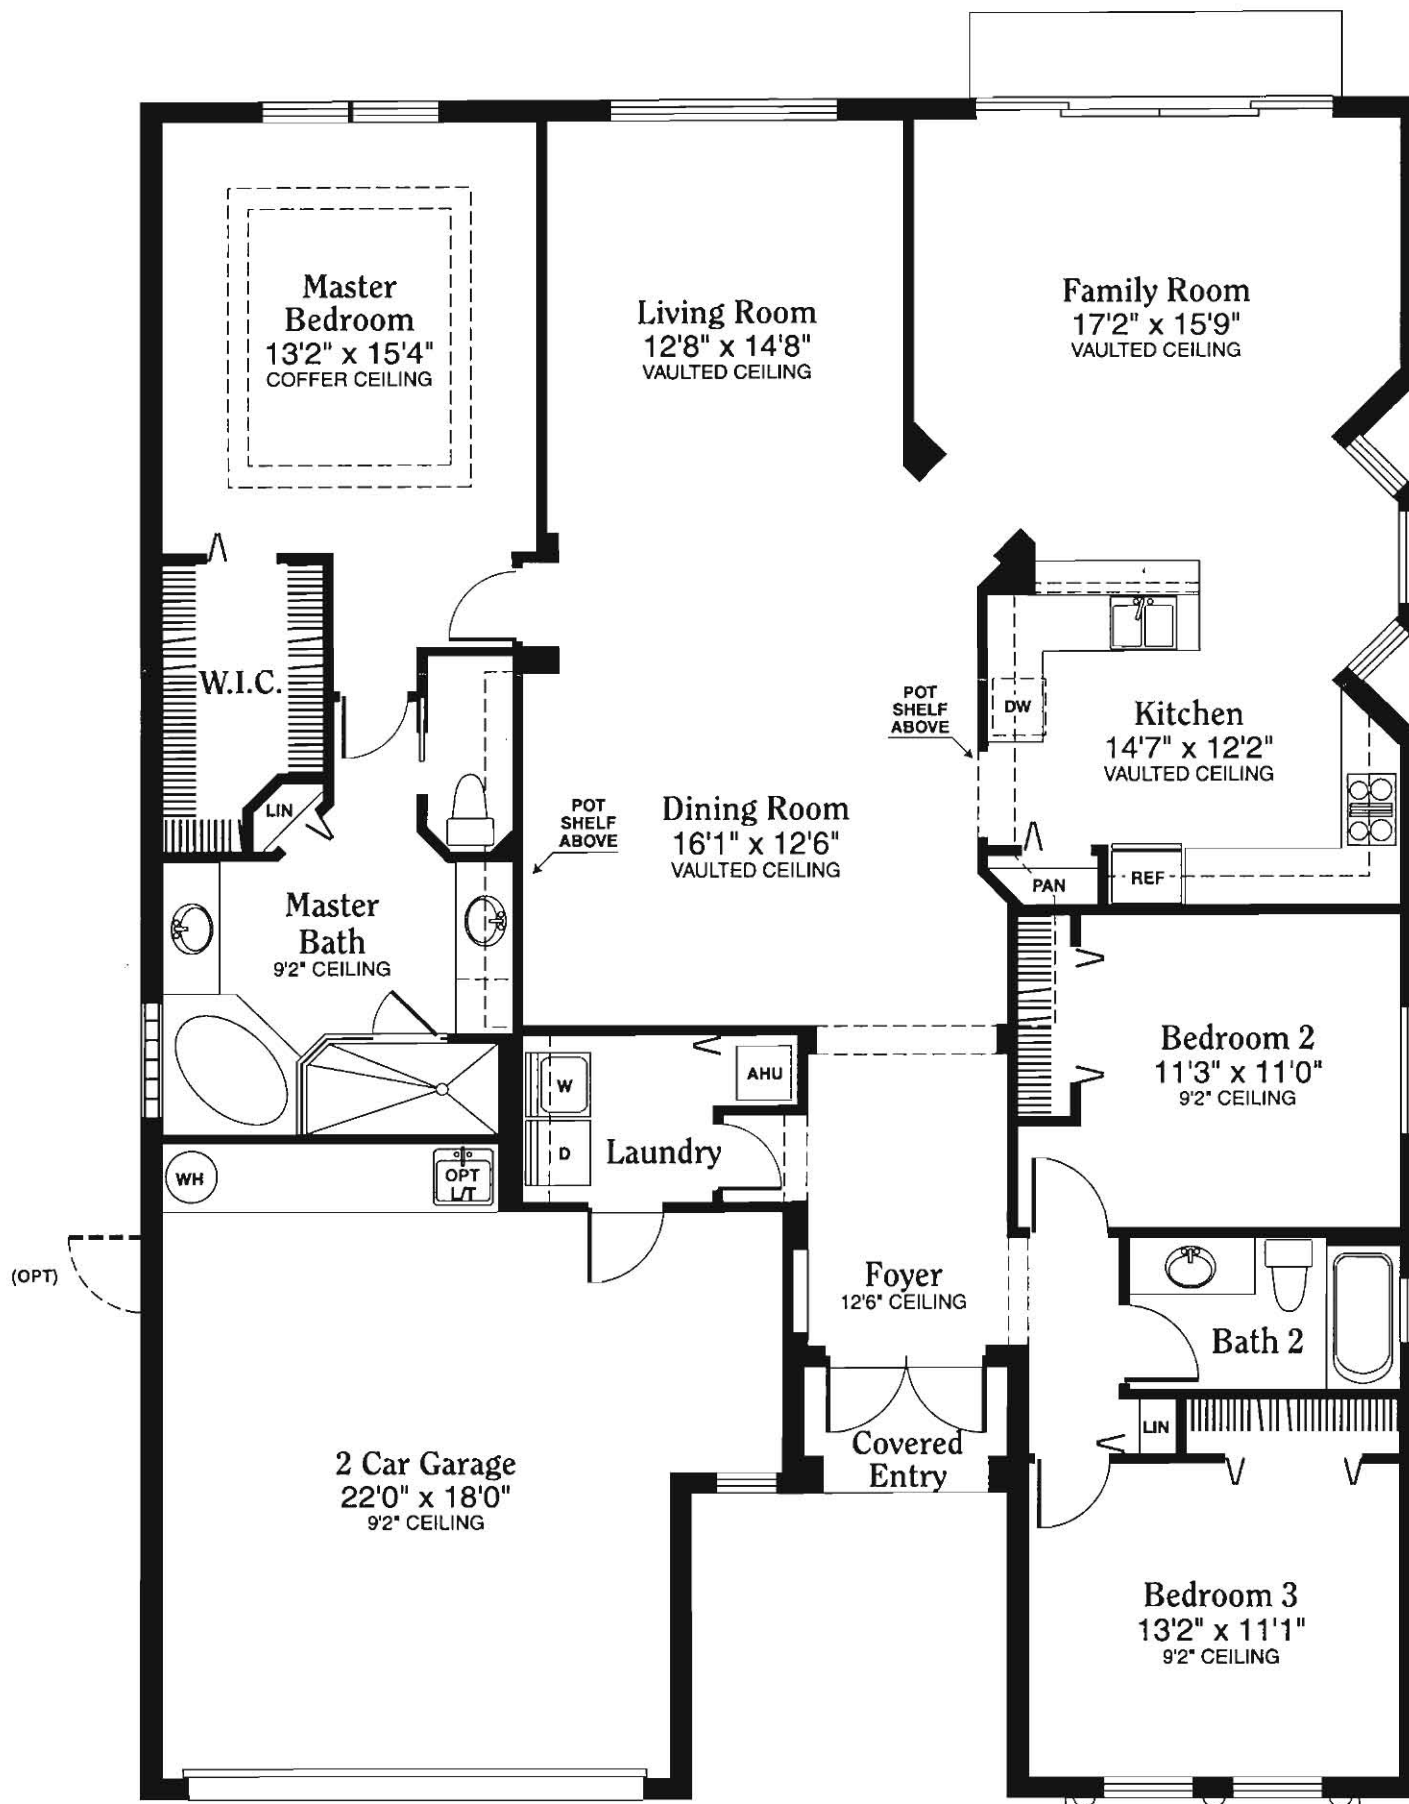 Master
Bedroom
13'2" x 15'4"
COFFER CEILING
Living Room
12'8" x 14'8"
VAULTED CEILING
Family Room
17'2" x 15'9"
VAULTED CEILING
W.I.C.
LIN
POT
SHELF
ABOVE
DW
Kitchen
14'7" x 12'2"
VAULTED CEILING
POT
SHELF
ABOVE
Dining Room
16'1" x 12'6"
VAULTED CEILING
PAN
REF
Master
Bath
9'2" CEILING
Bedroom 2
11'3" x 11'0"
9'2" CEILING
W
AHU
D
Laundry
WH
OPT
L/T
(OPT)
Foyer
12'6" CEILING
Bath 2
LIN
Covered
Entry
2 Car Garage
22'0" x 18'0"
9'2" CEILING
Bedroom 3
13'2" x 11'1"
9'2" CEILING